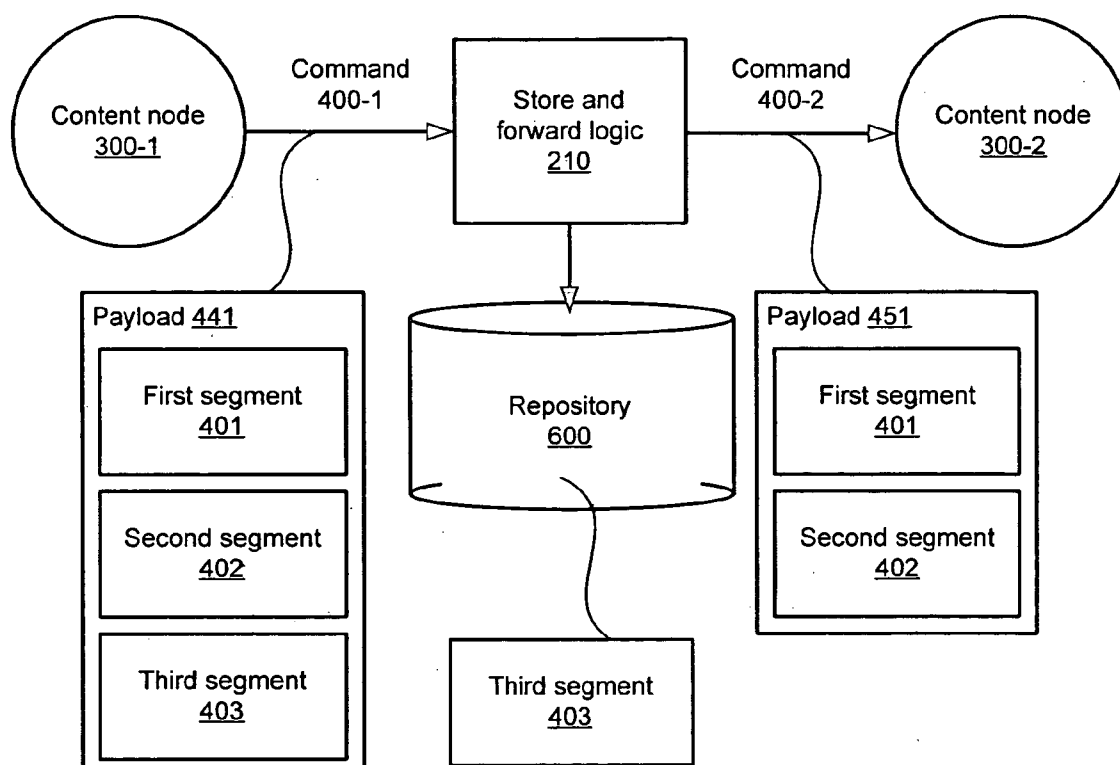 Content node
300-1
Command
400-1
Store and
forward logic
210
Command
400-2
Content node
300-2
Payload 441
First segment
401
Second segment
402
Third segment
403
Repository
600
Third segment
403
Payload 451
First segment
401
Second segment
402